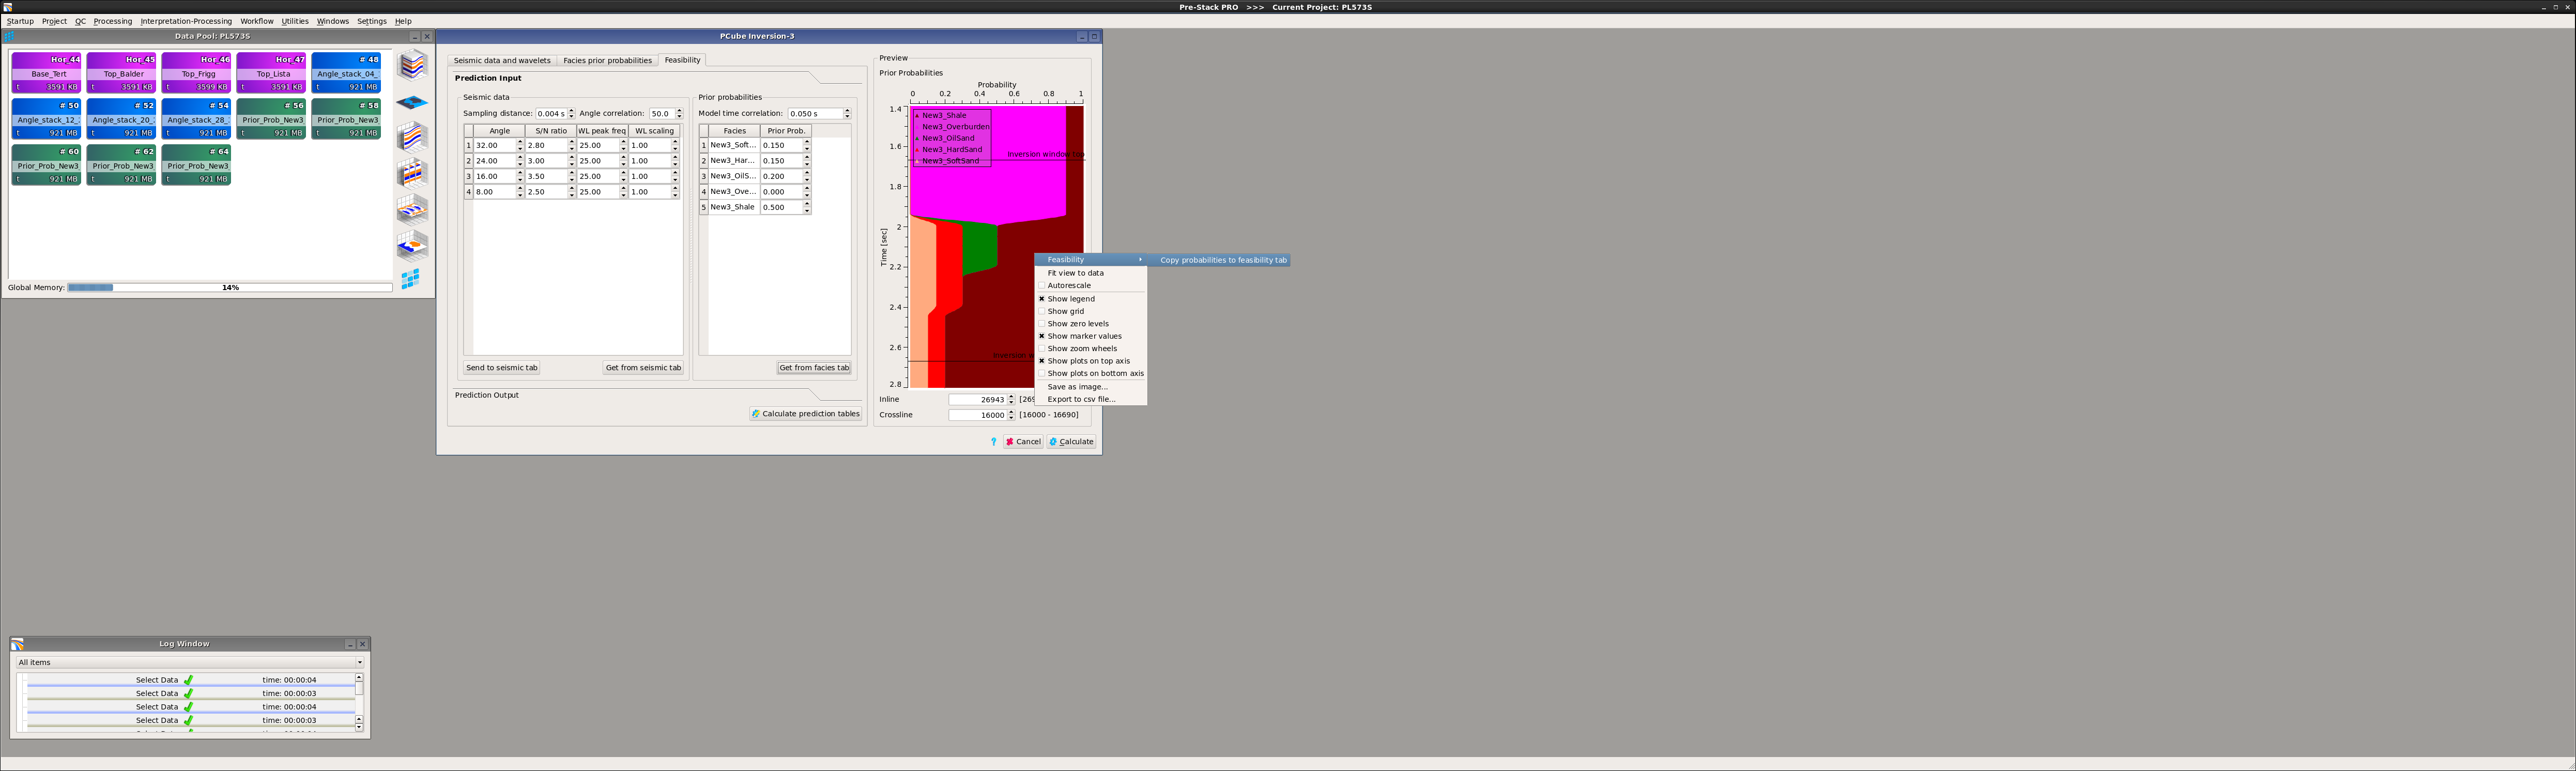 Pre-Stack PRO >>> Current Project: PL573S
Startup Project QC Processing Interpretation-Processing Workflow Utilities Windows Settings Help
Data Pool: PL573S
Hor_44 Hor_45 Hor_46 Hor_47 # 48
Base_Tert Top_Balder Top_Frigg Top_Lista Angle_stack_04_
t 3591 KB t 3591 KB t 3599 KB t 3591 KB t 921 MB
# 50 # 52 # 54 # 56 # 58
Angle_stack_12_ Angle_stack_20_ Angle_stack_28_ Prior_Prob_New3 Prior_Prob_New3
t 921 MB t 921 MB t 921 MB t 921 MB t 921 MB
# 60 # 62 # 64
Prior_Prob_New3 Prior_Prob_New3 Prior_Prob_New3
t 921 MB t 921 MB t 921 MB
Global Memory: 14%
PCube Inversion-3
Seismic data and wavelets Facies prior probabilities Feasibility
Prediction Input
Seismic data
Sampling distance: 0.004 s Angle correlation: 50.0
Angle S/N ratio WL peak freq WL scaling
1 32.00 2.80 25.00 1.00
2 24.00 3.00 25.00 1.00
3 16.00 3.50 25.00 1.00
4 8.00 2.50 25.00 1.00
Send to seismic tab Get from seismic tab
Prior probabilities
Model time correlation: 0.050 s
Facies Prior Prob.
1 New3_Soft... 0.150
2 New3_Har... 0.150
3 New3_OilS... 0.200
4 New3_Ove... 0.000
5 New3_Shale 0.500
Get from facies tab
Prediction Output
Calculate prediction tables
Preview
Prior Probabilities
Probability
0 0.2 0.4 0.6 0.8 1
Time [sec]
1.4
1.6
1.8
2
2.2
2.4
2.6
2.8
New3_Shale
New3_Overburden
New3_OilSand
New3_HardSand
New3_SoftSand
Inversion window top
Inversion
Feasibility
Copy probabilities to feasibility tab
Fit view to data
Autorescale
Show legend
Show grid
Show zero levels
Show marker values
Show zoom wheels
Show plots on top axis
Show plots on bottom axis
Save as image...
Export to csv file...
Inline 26943
Crossline 16000 [16000 - 16690]
? Cancel Calculate
Log Window
All items
Select Data time: 00:00:04
Select Data time: 00:00:03
Select Data time: 00:00:04
Select Data time: 00:00:03